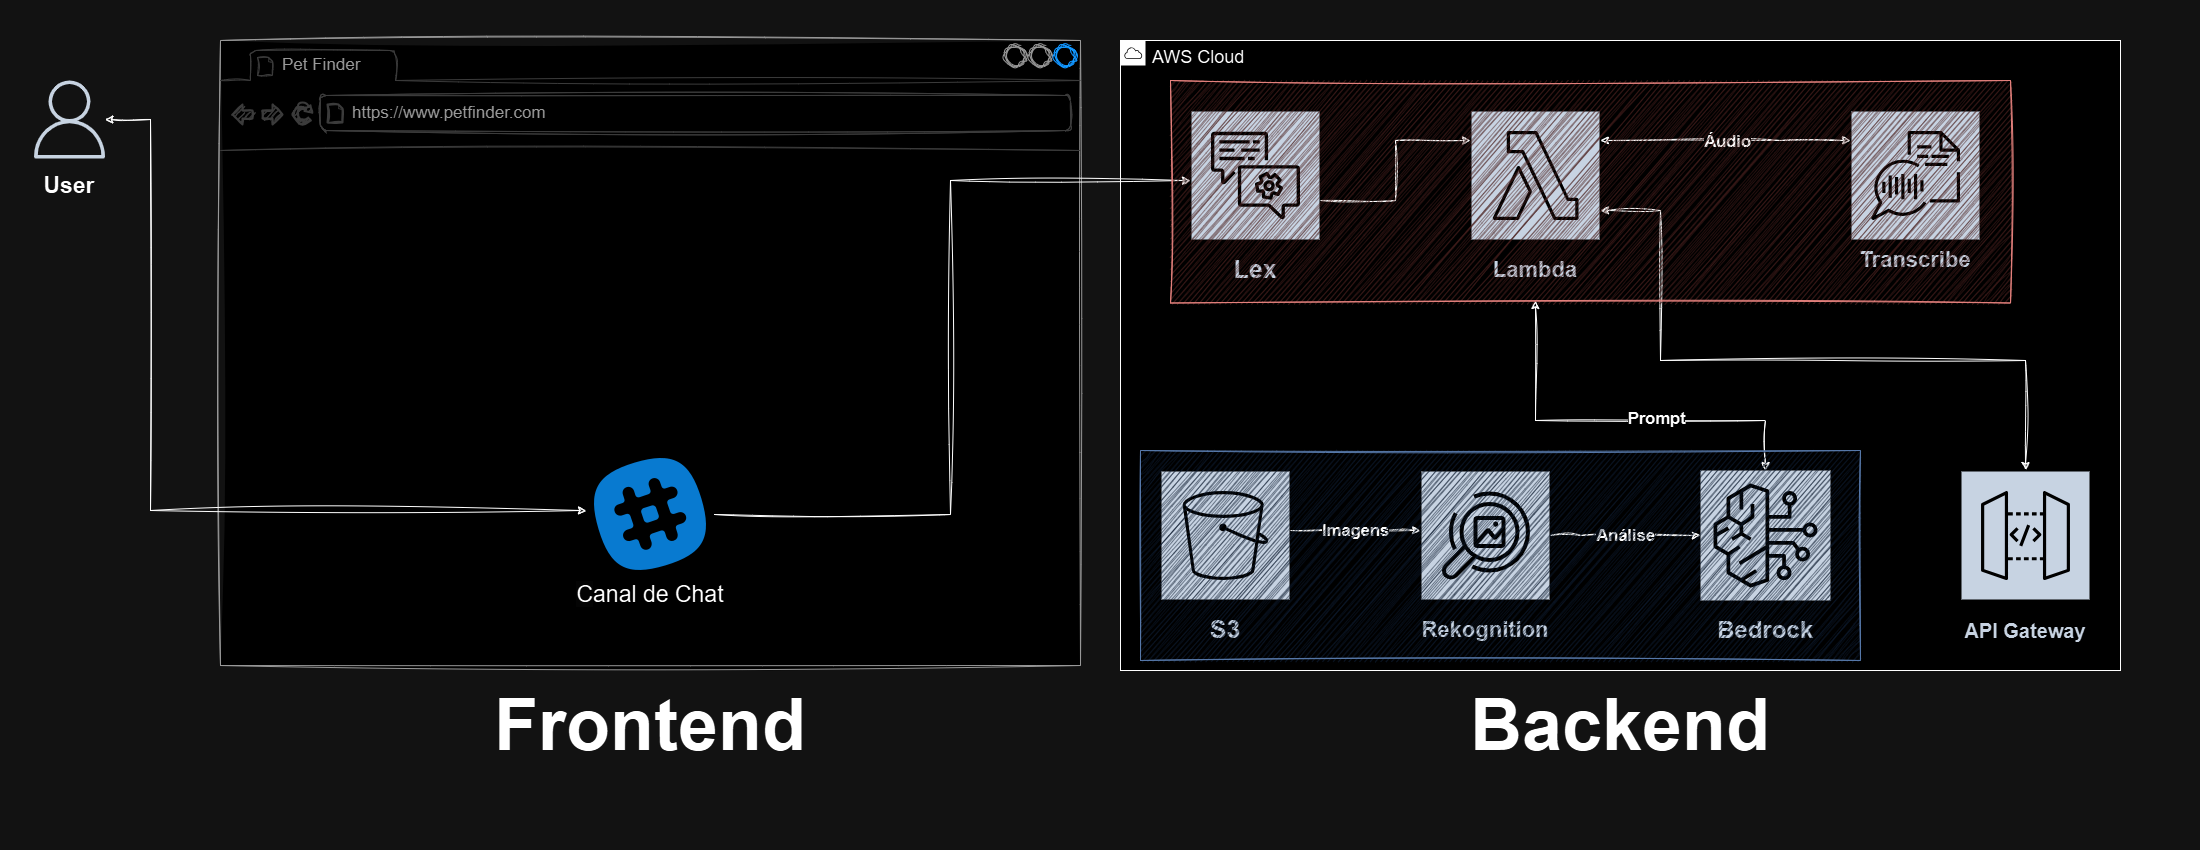 Pet Finder
https://www.petfinder.com
User
Canal de Chat
Frontend
AWS Cloud
Lex
Lambda
Áudio
Transcribe
Prompt
S3
Imagens
Rekognition
Análise
Bedrock
API Gateway
Backend